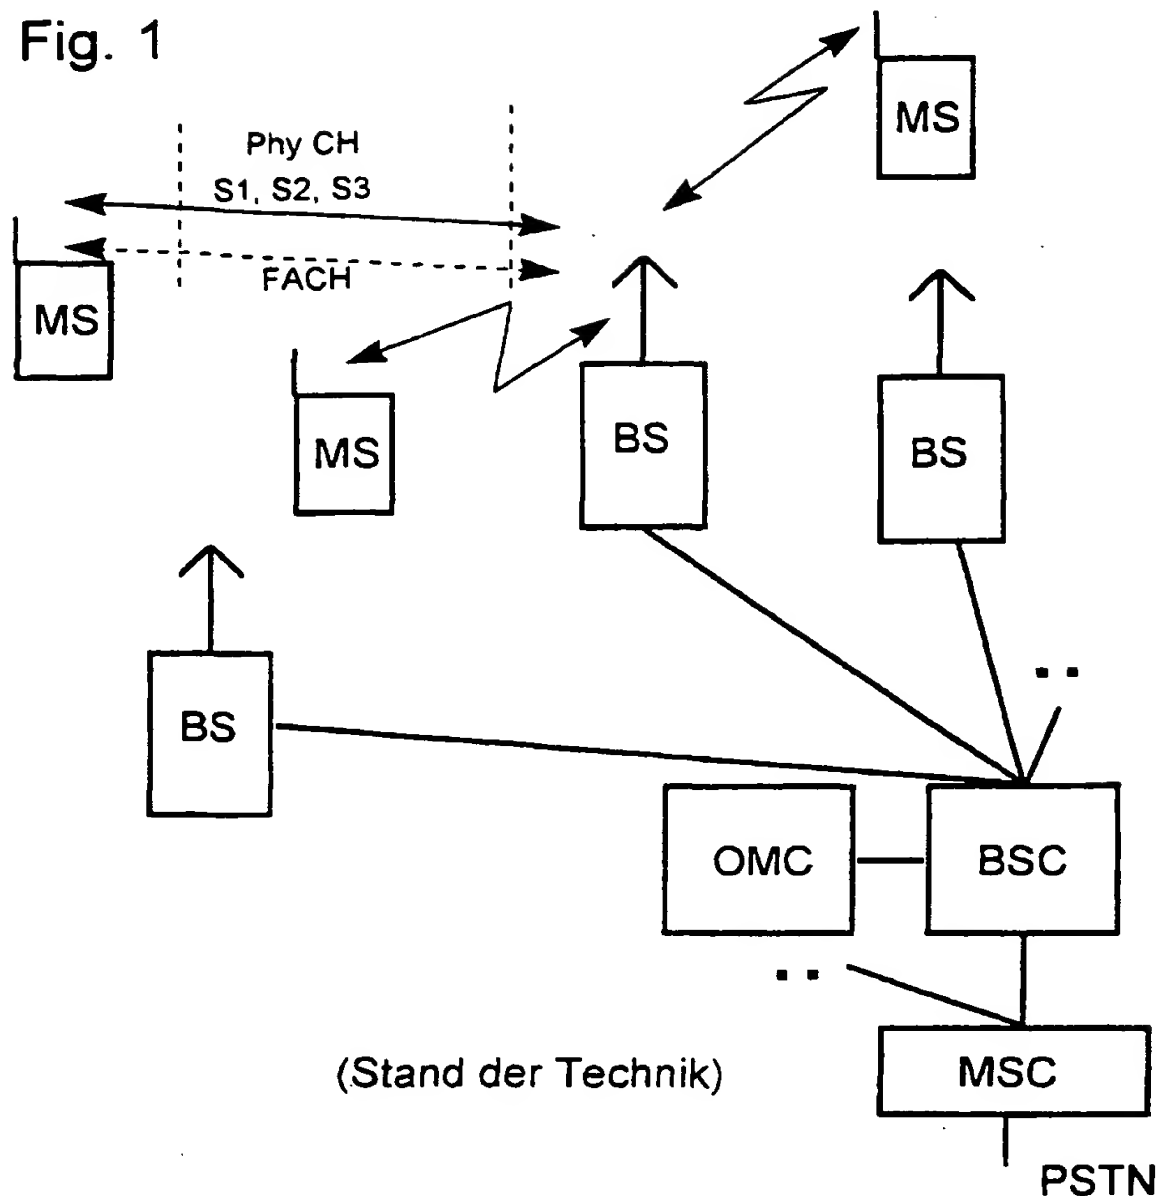 Fig. 1
MS
Phy CH
S1, S2, S3
FACH
MS
MS
BS
BS
BS
OMC
BSC
(Stand der Technik)
MSC
PSTN